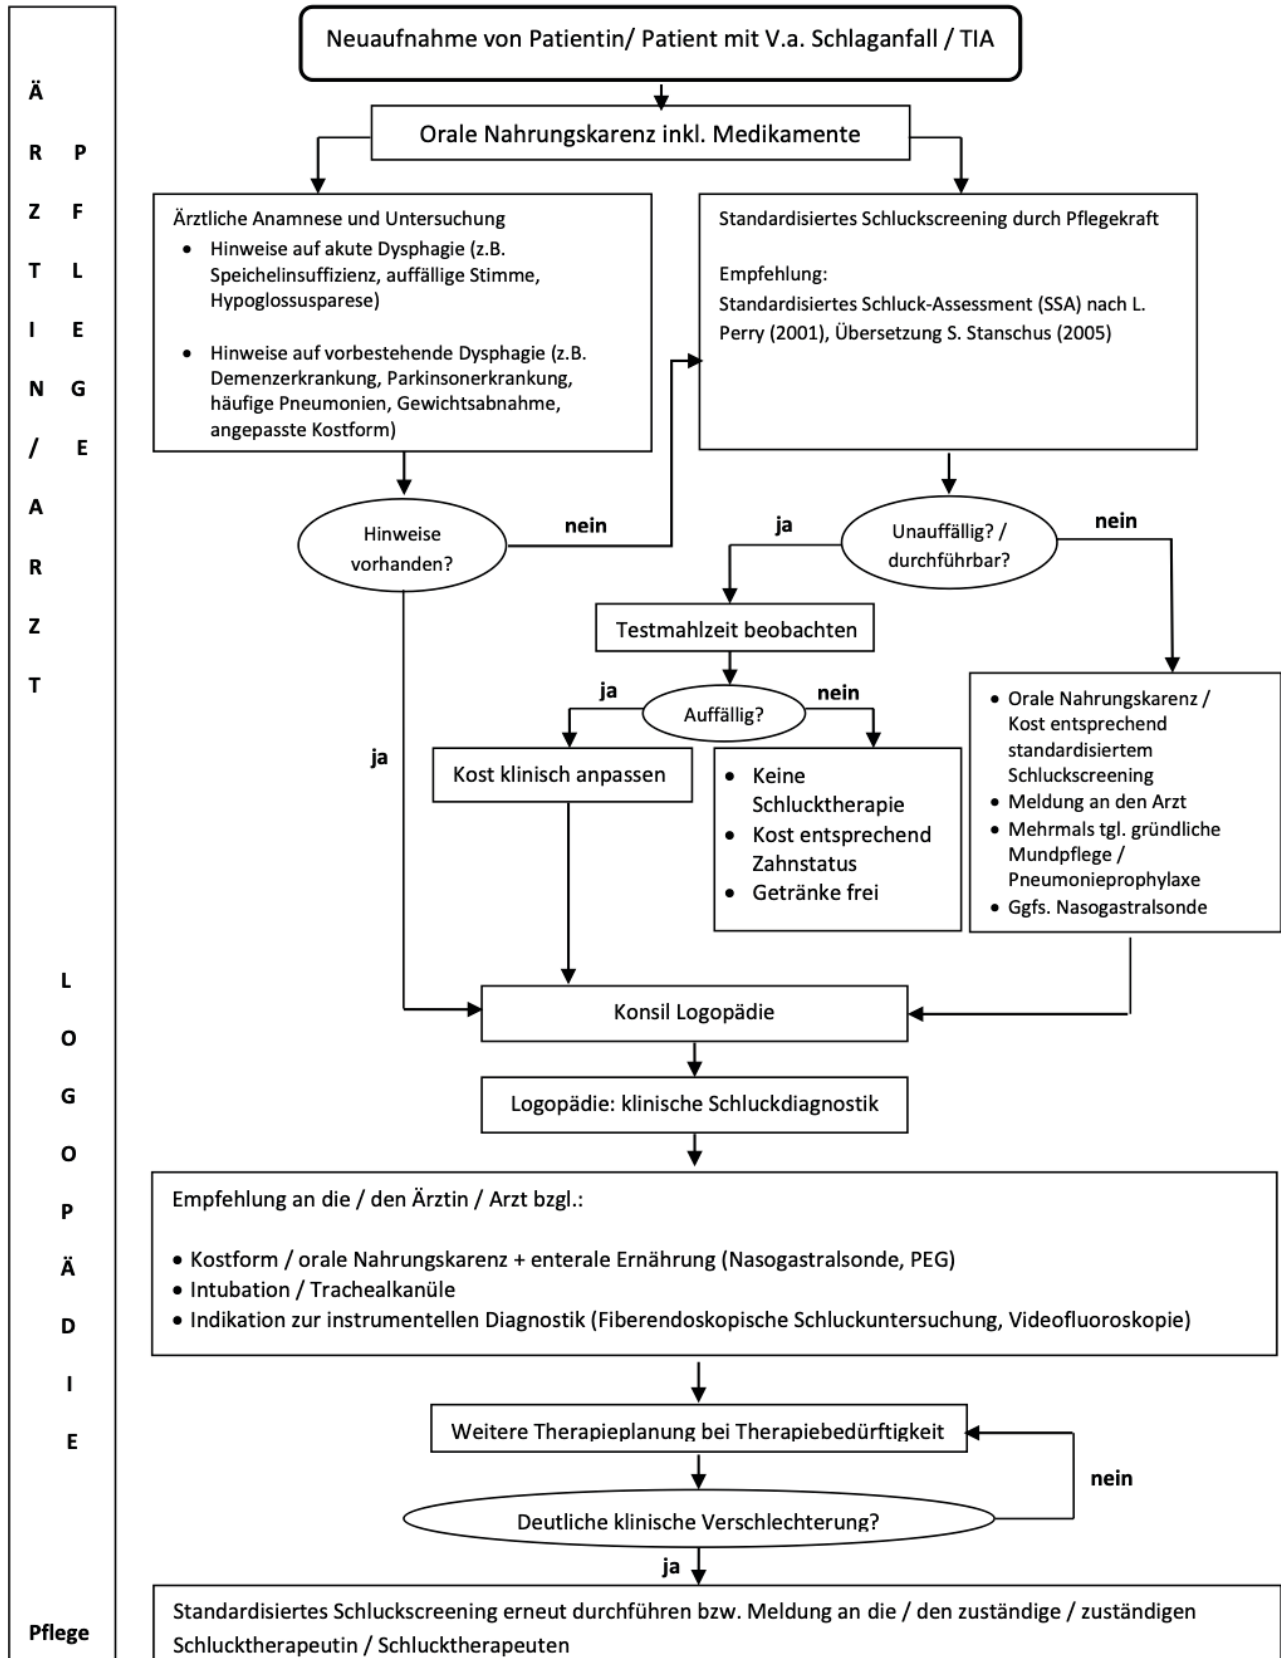 Neuaufnahme von Patientin/ Patient mit V.a. Schlaganfall / TIA
Orale Nahrungskarenz inkl. Medikamente
ÄRZTIN/ARZT
PFLEGE
Ärztliche Anamnese und Untersuchung
• Hinweise auf akute Dysphagie (z.B.
Speichelinsuffizienz, auffällige Stimme,
Hypoglossusparese)
• Hinweise auf vorbestehende Dysphagie (z.B.
Demenzerkrankung, Parkinsonerkrankung,
häufige Pneumonien, Gewichtsabnahme,
angepasste Kostform)
Standardisiertes Schluckscreening durch Pflegekraft
Empfehlung:
Standardisiertes Schluck-Assessment (SSA) nach L.
Perry (2001), Übersetzung S. Stanschus (2005)
Hinweise
vorhanden?
nein
ja
Unauffällig? /
durchführbar?
ja
nein
Testmahlzeit beobachten
Auffällig?
ja
nein
Kost klinisch anpassen
• Keine
Schlucktherapie
• Kost entsprechend
Zahnstatus
• Getränke frei
• Orale Nahrungskarenz /
Kost entsprechend
standardisiertem
Schluckscreening
• Meldung an den Arzt
• Mehrmals tgl. gründliche
Mundpflege /
Pneumonieprophylaxe
• Ggfs. Nasogastralsonde
LOGOPÄDIE
Konsil Logopädie
Logopädie: klinische Schluckdiagnostik
Empfehlung an die / den Ärztin / Arzt bzgl.:
• Kostform / orale Nahrungskarenz + enterale Ernährung (Nasogastralsonde, PEG)
• Intubation / Trachealkanüle
• Indikation zur instrumentellen Diagnostik (Fiberendoskopische Schluckuntersuchung, Videofluoroskopie)
Weitere Therapieplanung bei Therapiebedürftigkeit
nein
Deutliche klinische Verschlechterung?
ja
Pflege
Standardisiertes Schluckscreening erneut durchführen bzw. Meldung an die / den zuständige / zuständigen
Schlucktherapeutin / Schlucktherapeuten